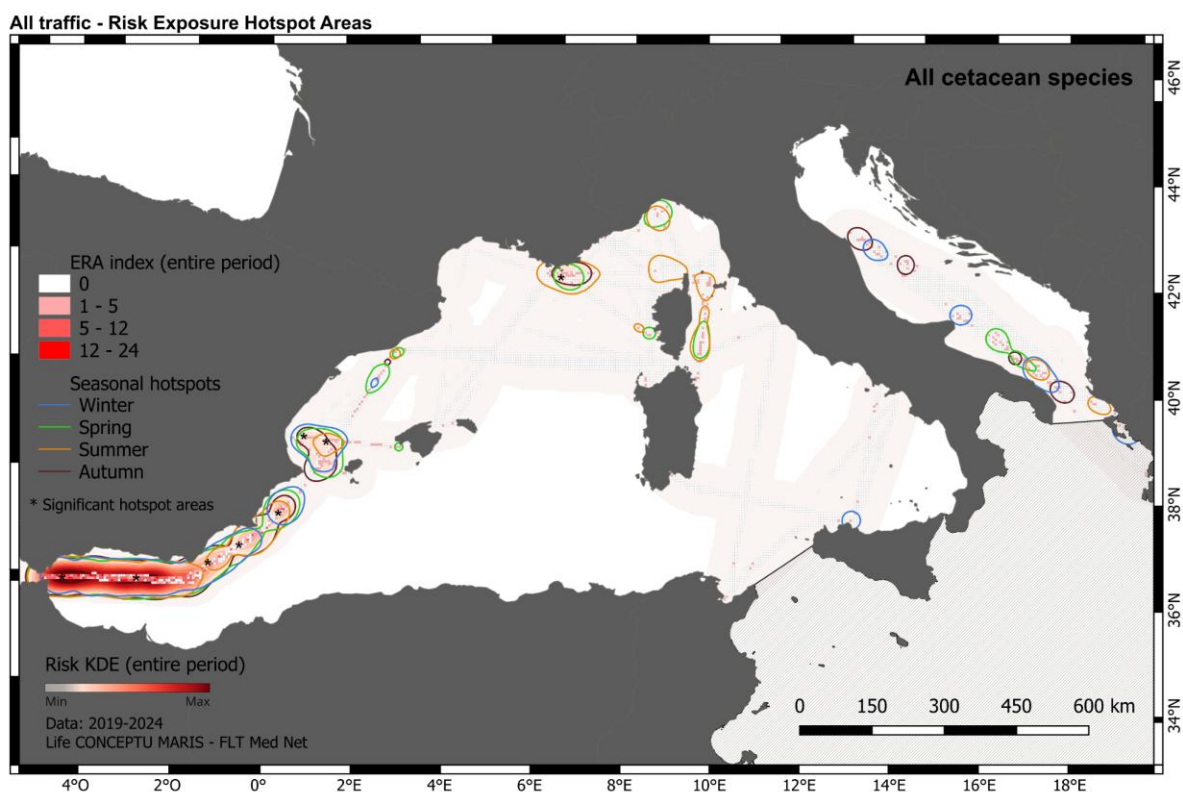 All traffic - Risk Exposure Hotspot Areas
All cetacean species
ERA index (entire period)
0
1 - 5
5 - 12
12 - 24
Seasonal hotspots
Winter
Spring
Summer
Autumn
* Significant hotspot areas
Risk KDE (entire period)
Min Max
Data: 2019-2024
Life CONCEPTU MARIS - FLT Med Net
0 150 300 450 600 km
46°N
44°N
42°N
40°N
38°N
36°N
34°N
4°O 2°O 0° 2°E 4°E 6°E 8°E 10°E 12°E 14°E 16°E 18°E